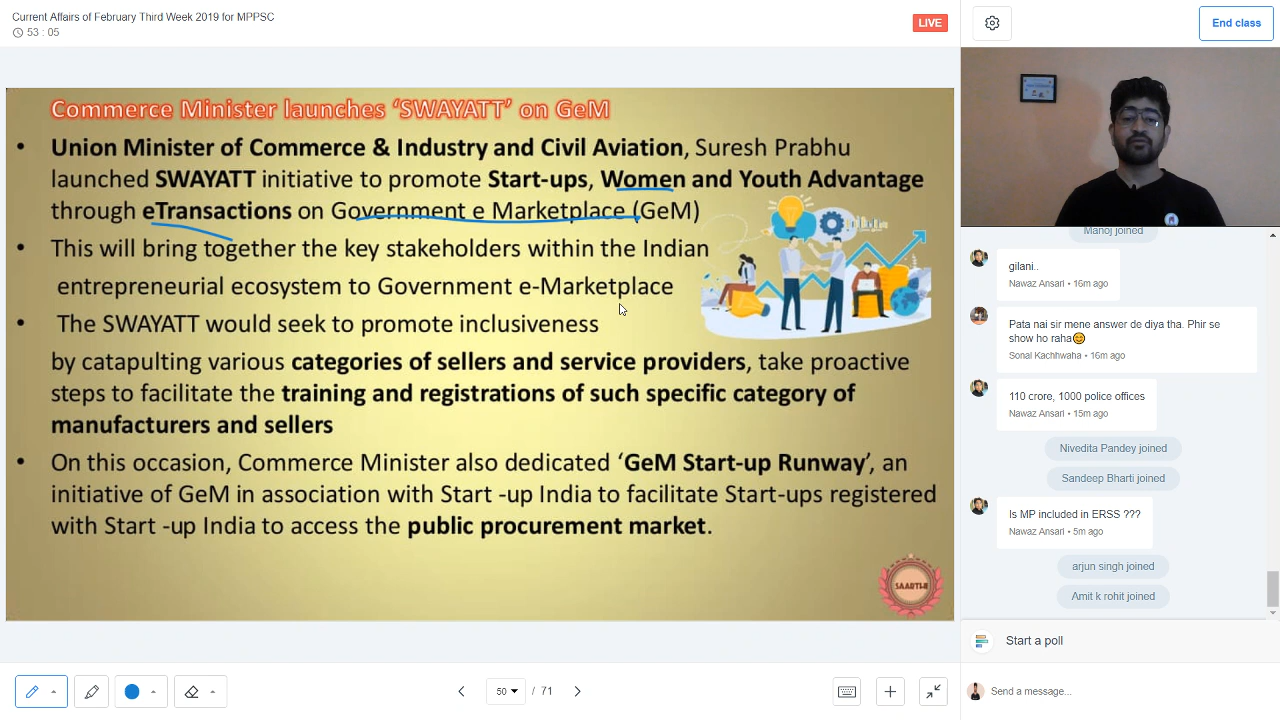 Current Affairs of February Third Week 2019 for MPPSC
53 : 05
LIVE
End class
Commerce Minister launches ‘SWAYATT’ on GeM
• Union Minister of Commerce & Industry and Civil Aviation, Suresh Prabhu
launched SWAYATT initiative to promote Start-ups, Women and Youth Advantage
through eTransactions on Government e Marketplace (GeM)
• This will bring together the key stakeholders within the Indian
entrepreneurial ecosystem to Government e-Marketplace
• The SWAYATT would seek to promote inclusiveness
by catapulting various categories of sellers and service providers, take proactive
steps to facilitate the training and registrations of such specific category of
manufacturers and sellers
• On this occasion, Commerce Minister also dedicated ‘GeM Start-up Runway’, an
initiative of GeM in association with Start -up India to facilitate Start-ups registered
with Start -up India to access the public procurement market.
SAARTHI
50 / 71
Manoj joined
gilani..
Nawaz Ansari • 16m ago
Pata nai sir mene answer de diya tha. Phir se
show ho raha😊
Sonal Kachhwaha • 16m ago
110 crore, 1000 police offices
Nawaz Ansari • 15m ago
Nivedita Pandey joined
Sandeep Bharti joined
Is MP included in ERSS ???
Nawaz Ansari • 5m ago
arjun singh joined
Amit k rohit joined
Start a poll
Send a message...